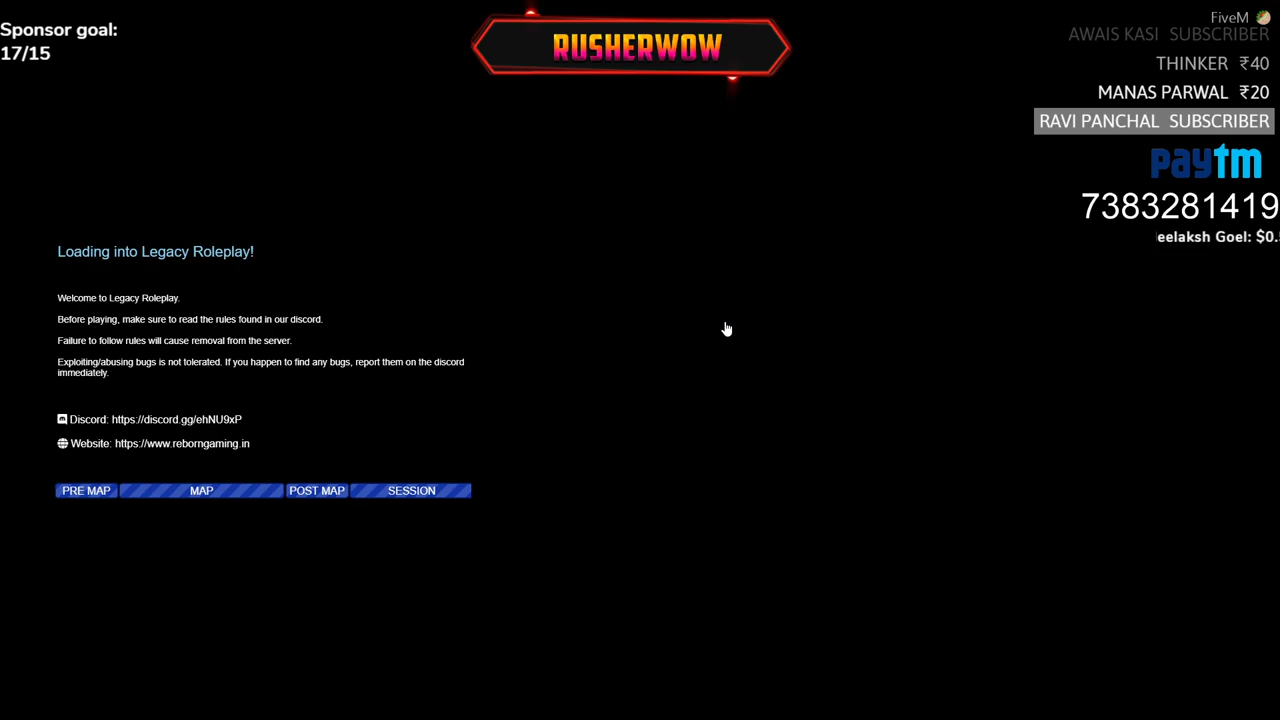 Sponsor goal:
17/15
RUSHERWOW
FiveM
AWAIS KASI SUBSCRIBER
THINKER ₹40
MANAS PARWAL ₹20
RAVI PANCHAL SUBSCRIBER
paytm
7383281419
eelaksh Goel: $0.
Loading into Legacy Roleplay!
Welcome to Legacy Roleplay.
Before playing, make sure to read the rules found in our discord.
Failure to follow rules will cause removal from the server.
Exploiting/abusing bugs is not tolerated. If you happen to find any bugs, report them on the discord
immediately.
Discord: https://discord.gg/ehNU9xP
Website: https://www.reborngaming.in
PRE MAP MAP POST MAP SESSION